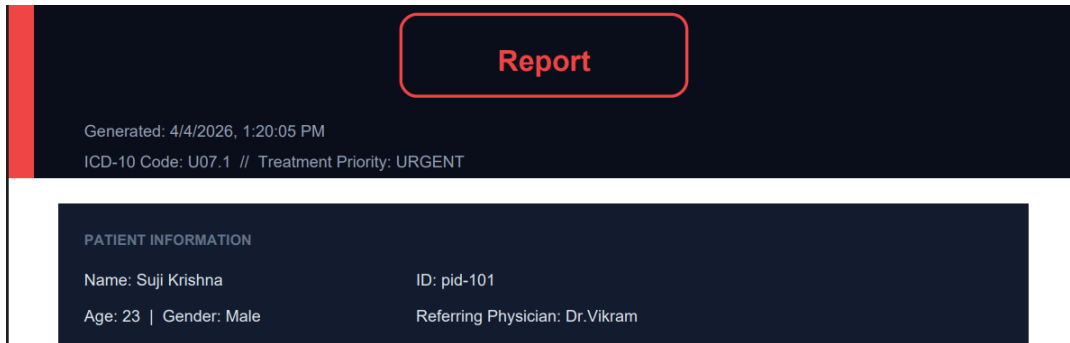 Report
Generated: 4/4/2026, 1:20:05 PM
ICD-10 Code: U07.1 // Treatment Priority: URGENT
PATIENT INFORMATION
Name: Suji Krishna ID: pid-101
Age: 23 | Gender: Male Referring Physician: Dr.Vikram